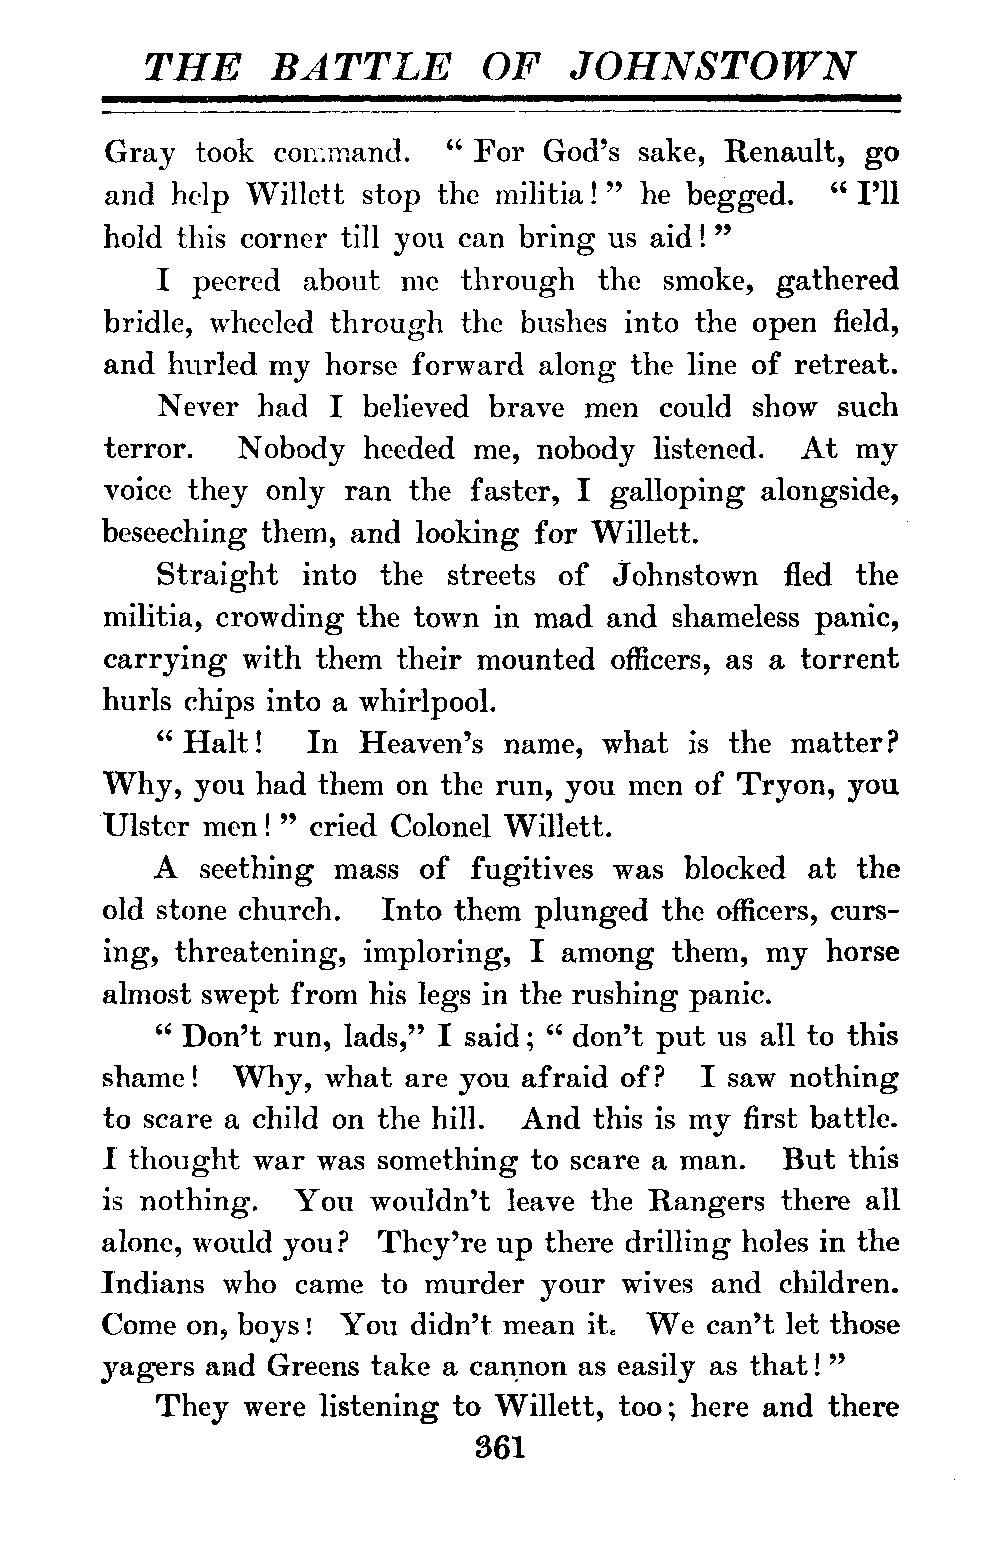 THE BATTLE OF JOHNSTOWN
Gray took command. “ For God’s sake, Renault, go
and help Willett stop the militia! ” he begged. “ I’ll
hold this corner till you can bring us aid! ”
I peered about me through the smoke, gathered
bridle, wheeled through the bushes into the open field,
and hurled my horse forward along the line of retreat.
Never had I believed brave men could show such
terror. Nobody heeded me, nobody listened. At my
voice they only ran the faster, I galloping alongside,
beseeching them, and looking for Willett.
Straight into the streets of Johnstown fled the
militia, crowding the town in mad and shameless panic,
carrying with them their mounted officers, as a torrent
hurls chips into a whirlpool.
“ Halt! In Heaven’s name, what is the matter?
Why, you had them on the run, you men of Tryon, you
Ulster men! ” cried Colonel Willett.
A seething mass of fugitives was blocked at the
old stone church. Into them plunged the officers, curs-
ing, threatening, imploring, I among them, my horse
almost swept from his legs in the rushing panic.
“ Don’t run, lads,” I said; “ don’t put us all to this
shame! Why, what are you afraid of? I saw nothing
to scare a child on the hill. And this is my first battle.
I thought war was something to scare a man. But this
is nothing. You wouldn’t leave the Rangers there all
alone, would you? They’re up there drilling holes in the
Indians who came to murder your wives and children.
Come on, boys! You didn’t mean it. We can’t let those
yagers and Greens take a cannon as easily as that! ”
They were listening to Willett, too; here and there
361